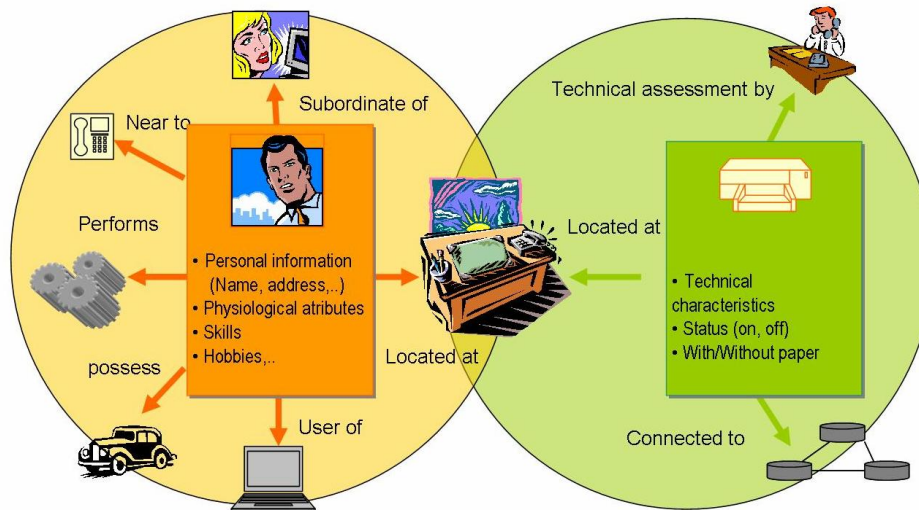 Subordinate of
Near to
Performs
• Personal information
(Name, address,..)
• Physiological atributes
• Skills
• Hobbies,..
possess
Located at
User of
Technical assessment by
Located at
• Technical
characteristics
• Status (on, off)
• With/Without paper
Connected to